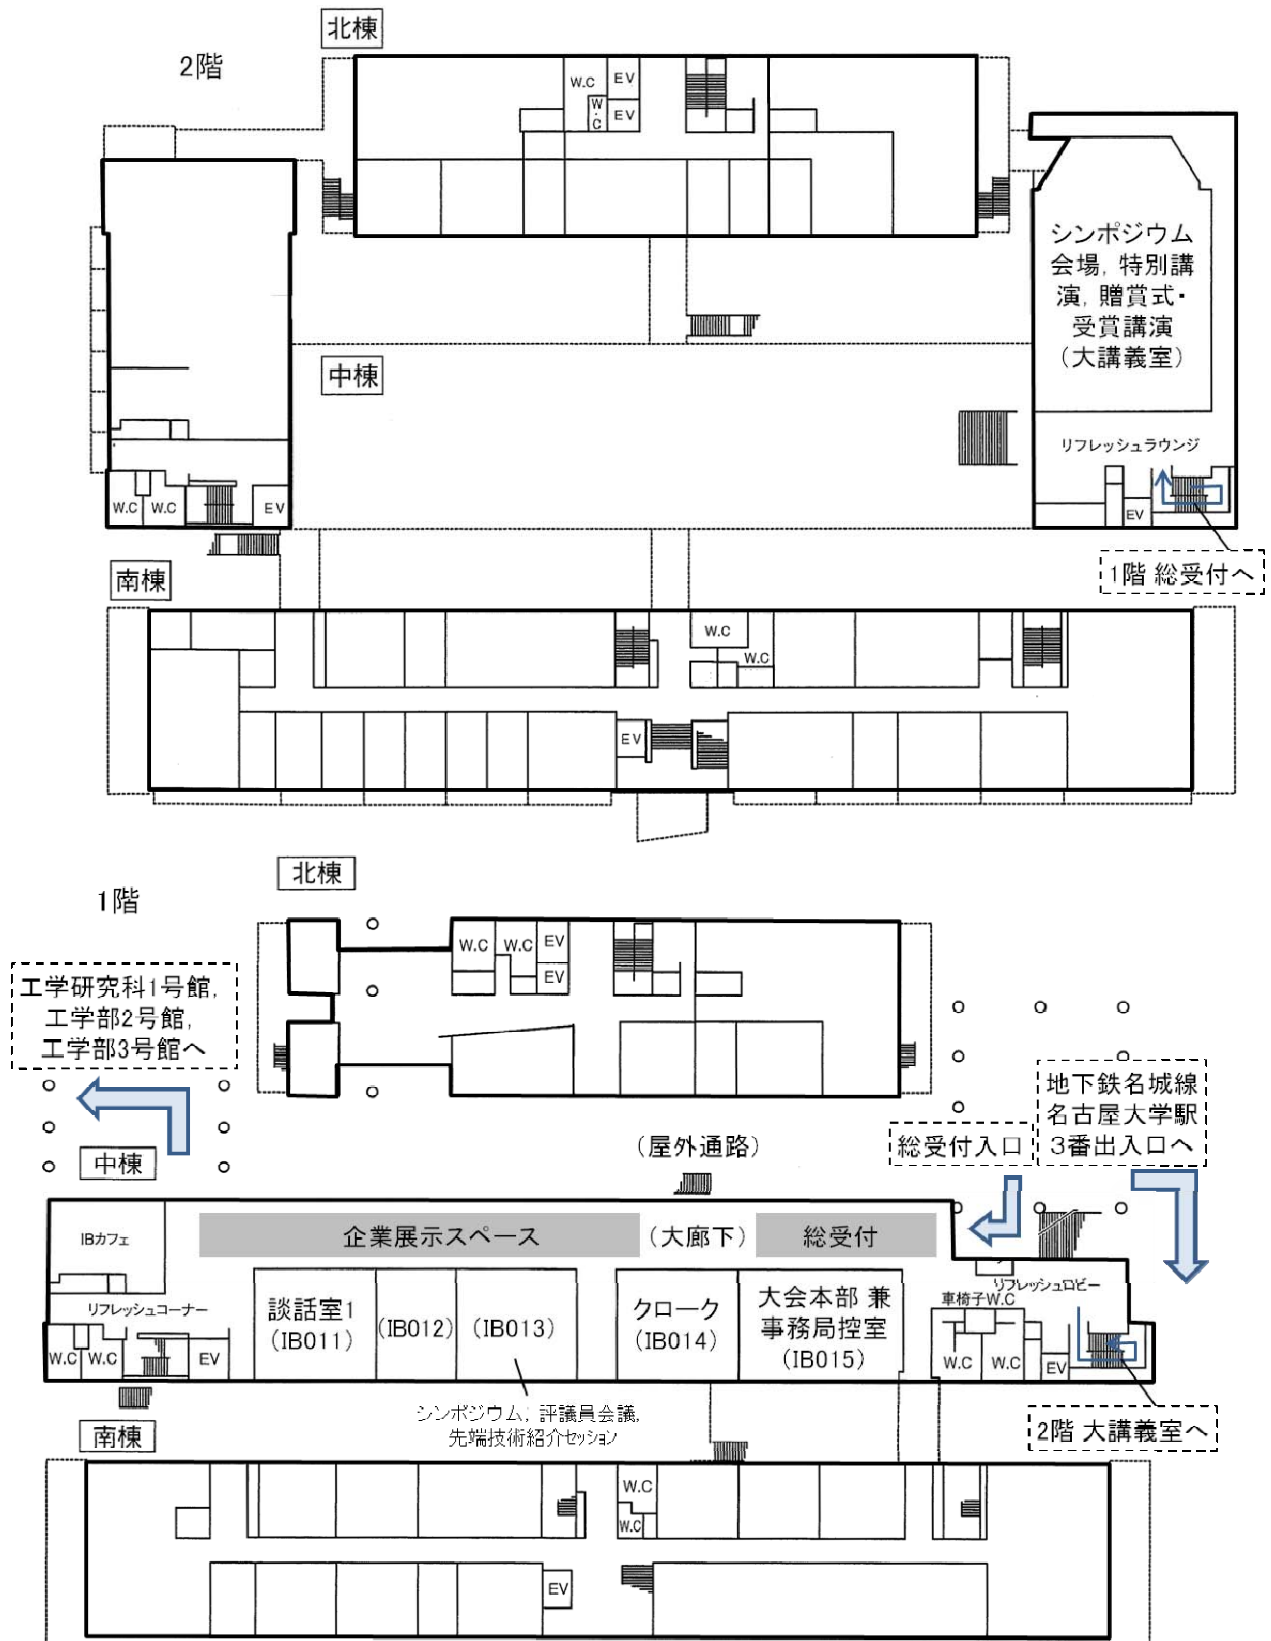 北棟
2階
W.C
EV
W.C
EV
シンポジウム
会場，特別講
演，贈賞式・
受賞講演
（大講義室）
中棟
リフレッシュラウンジ
W.C
W.C
EV
EV
1階 総受付へ
南棟
W.C
W.C
EV
北棟
1階
W.C
W.C
EV
EV
工学研究科1号館，
工学部2号館，
工学部3号館へ
地下鉄名城線
名古屋大学駅
3番出入口へ
（屋外通路）
総受付入口
中棟
IBカフェ
企業展示スペース
（大廊下）
総受付
リフレッシュコーナー
リフレッシュロビー
車椅子W.C
談話室1
(IB011)
(IB012)
(IB013)
クローク
(IB014)
大会本部 兼
事務局控室
(IB015)
W.C
W.C
EV
W.C
W.C
EV
シンポジウム，評議員会議，
先端技術紹介セッション
2階 大講義室へ
南棟
W.C
W.C
EV